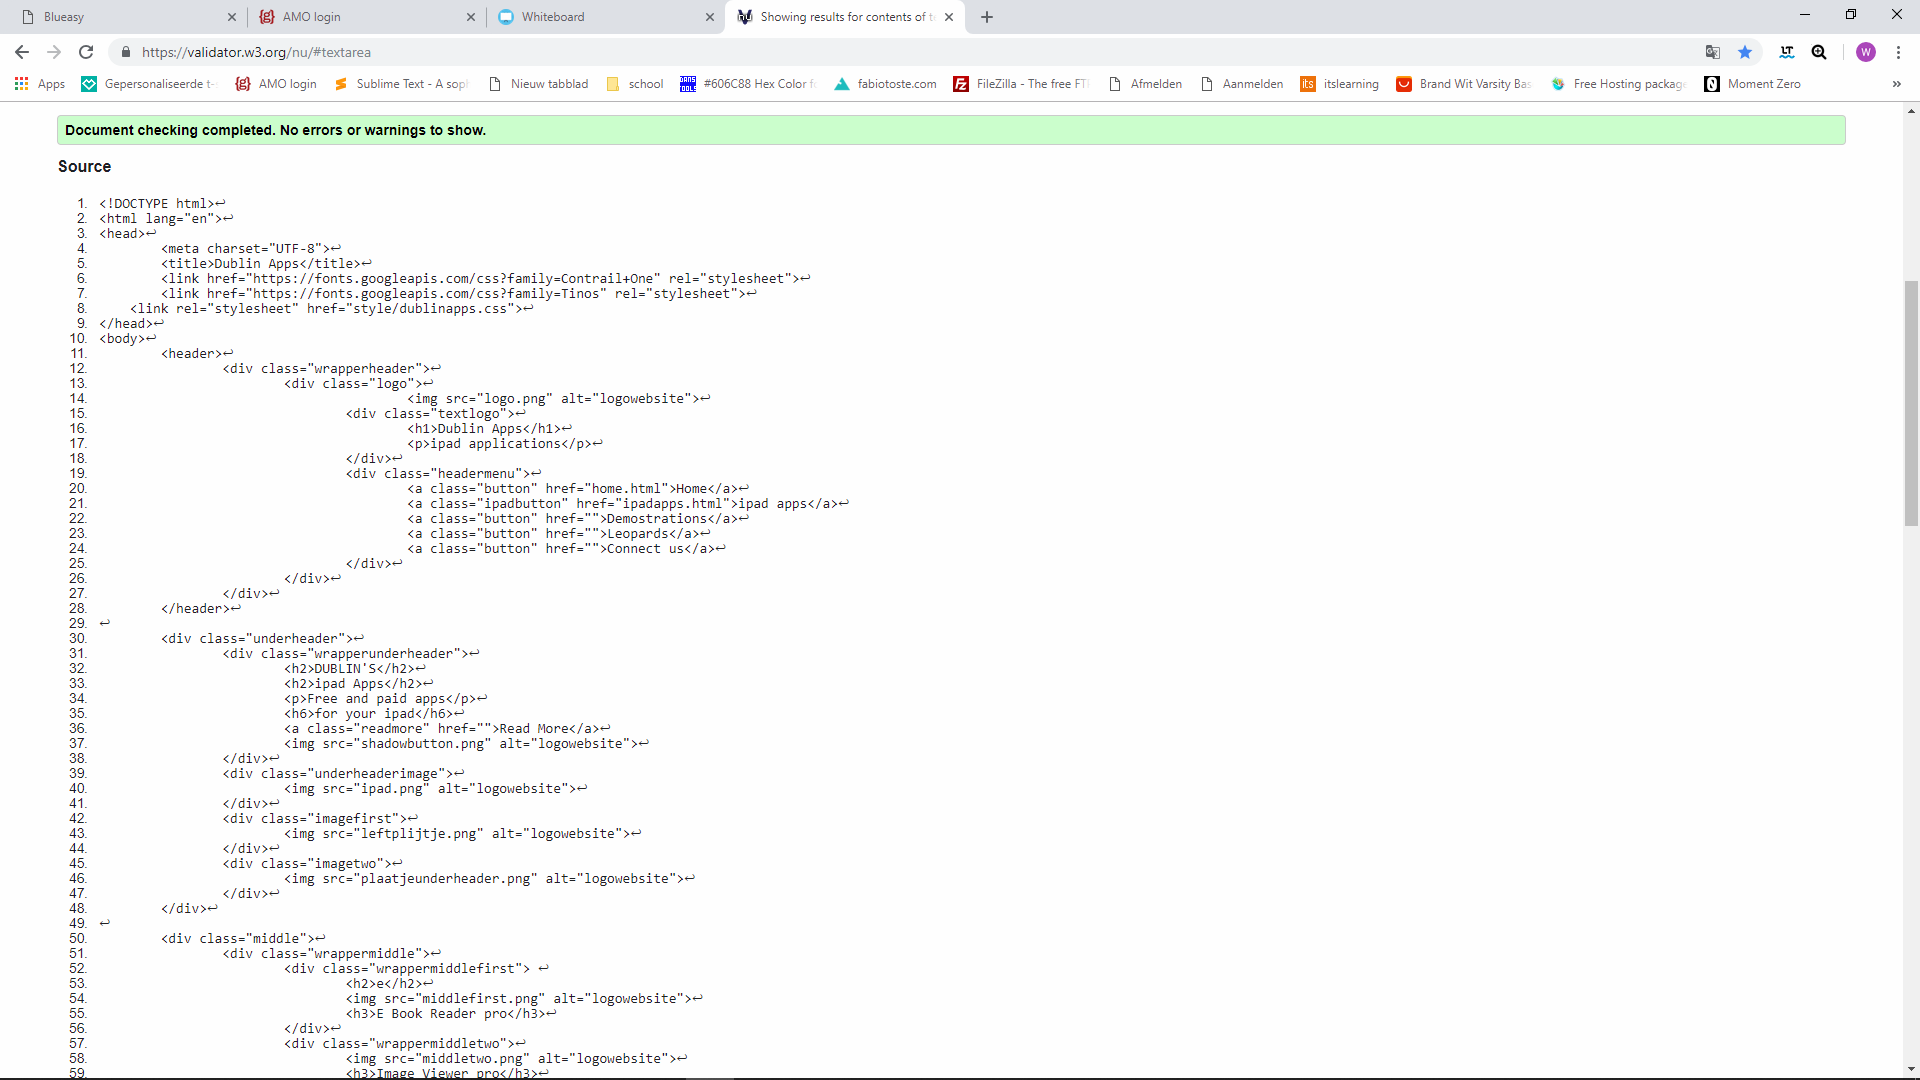 Blueasy
AMO login
Whiteboard
Showing results for contents of t
https://validator.w3.org/nu/#textarea
W
Apps
Gepersonaliseerde t-
AMO login
Sublime Text - A sop
Nieuw tabblad
school
#606C88 Hex Color f
fabiotoste.com
FileZilla - The free FT
Afmelden
Aanmelden
itslearning
Brand Wit Varsity Bas
Free Hosting package
Moment Zero
»
Document checking completed. No errors or warnings to show.
Source
1. <!DOCTYPE html>↩
2. <html lang="en">↩
3. <head>↩
4. <meta charset="UTF-8">↩
5. <title>Dublin Apps</title>↩
6. <link href="https://fonts.googleapis.com/css?family=Contrail+One" rel="stylesheet">↩
7. <link href="https://fonts.googleapis.com/css?family=Tinos" rel="stylesheet">↩
8. <link rel="stylesheet" href="style/dublinapps.css">↩
9. </head>↩
10. <body>↩
11. <header>↩
12. <div class="wrapperheader">↩
13. <div class="logo">↩
14. <img src="logo.png" alt="logowebsite">↩
15. <div class="textlogo">↩
16. <h1>Dublin Apps</h1>↩
17. <p>ipad applications</p>↩
18. </div>↩
19. <div class="headermenu">↩
20. <a class="button" href="home.html">Home</a>↩
21. <a class="ipadbutton" href="ipadapps.html">ipad apps</a>↩
22. <a class="button" href="">Demostrations</a>↩
23. <a class="button" href="">Leopards</a>↩
24. <a class="button" href="">Connect us</a>↩
25. </div>↩
26. </div>↩
27. </div>↩
28. </header>↩
29. ↩
30. <div class="underheader">↩
31. <div class="wrapperunderheader">↩
32. <h2>DUBLIN'S</h2>↩
33. <h2>ipad Apps</h2>↩
34. <p>Free and paid apps</p>↩
35. <h6>for your ipad</h6>↩
36. <a class="readmore" href="">Read More</a>↩
37. <img src="shadowbutton.png" alt="logowebsite">↩
38. </div>↩
39. <div class="underheaderimage">↩
40. <img src="ipad.png" alt="logowebsite">↩
41. </div>↩
42. <div class="imagefirst">↩
43. <img src="leftplijtje.png" alt="logowebsite">↩
44. </div>↩
45. <div class="imagetwo">↩
46. <img src="plaatjeunderheader.png" alt="logowebsite">↩
47. </div>↩
48. </div>↩
49. ↩
50. <div class="middle">↩
51. <div class="wrappermiddle">↩
52. <div class="wrappermiddlefirst"> ↩
53. <h2>e</h2>↩
54. <img src="middlefirst.png" alt="logowebsite">↩
55. <h3>E Book Reader pro</h3>↩
56. </div>↩
57. <div class="wrappermiddletwo">↩
58. <img src="middletwo.png" alt="logowebsite">↩
59. <h3>Image Viewer pro</h3>↩